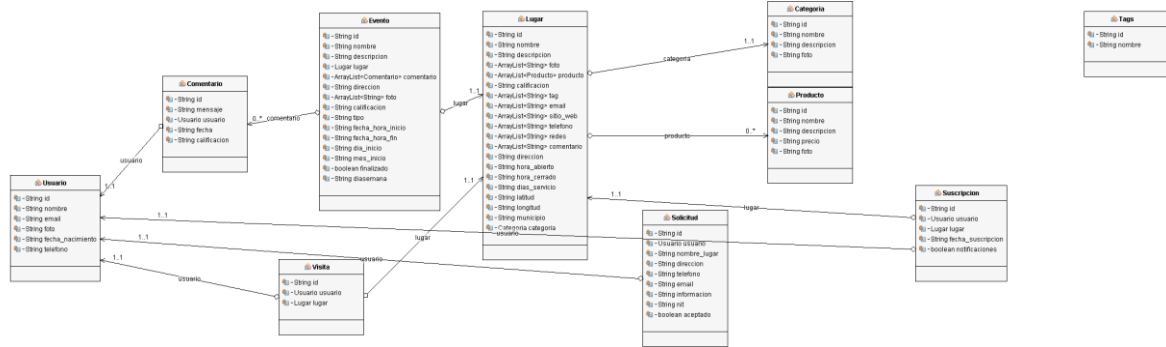 Evento
- String id
- String nombre
- String descripcion
- Lugar lugar
- ArrayList<Comentario> comentario
- String direccion
- ArrayList<String> foto
- String calificacion
- String tipo
- String fecha_hora_inicio
- String fecha_hora_fin
- String dia_inicio
- String mes_inicio
- boolean finalizado
- String diasemana
Lugar
- String id
- String nombre
- String descripcion
- ArrayList<String> foto
- ArrayList<Producto> producto
- String calificacion
- ArrayList<String> tag
- ArrayList<String> email
- ArrayList<String> sitio_web
- ArrayList<String> telefono
- ArrayList<String> redes
- ArrayList<String> comentario
- String direccion
- String hora_abierto
- String hora_cerrado
- String dias_servicio
- String latitud
- String longitud
- String municipio
- Categoria categoria
Categoria
- String id
- String nombre
- String descripcion
- String foto
Tags
- String id
- String nombre
Comentario
- String id
- String mensaje
- Usuario usuario
- String fecha
- String calificacion
Producto
- String id
- String nombre
- String descripcion
- String precio
- String foto
Usuario
- String id
- String nombre
- String email
- String foto
- String fecha_nacimiento
- String telefono
Visita
- String id
- Usuario usuario
- Lugar lugar
Solicitud
- String id
- Usuario usuario
- String nombre_lugar
- String direccion
- String telefono
- String email
- String informacion
- String nit
- boolean aceptado
Suscripcion
- String id
- Usuario usuario
- Lugar lugar
- String fecha_suscripcion
- boolean notificaciones
1..1
categoria
1..1
lugar
0..*
comentario
producto
0..*
usuario
1..1
1..1
lugar
1..1
lugar
1..1
usuario
1..1
usuario
1..1
usuario